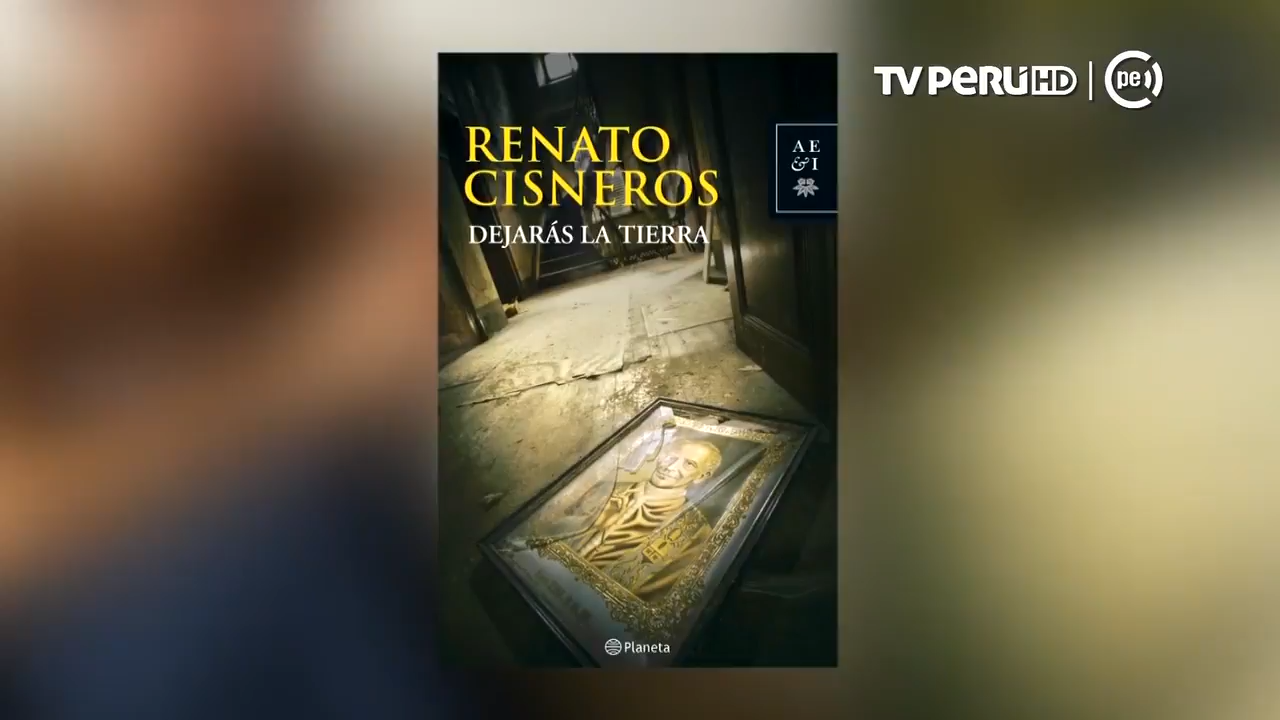 TV PERÚ HD | pe
RENATO
CISNEROS
DEJARÁS LA TIERRA
A E
& I
Planeta